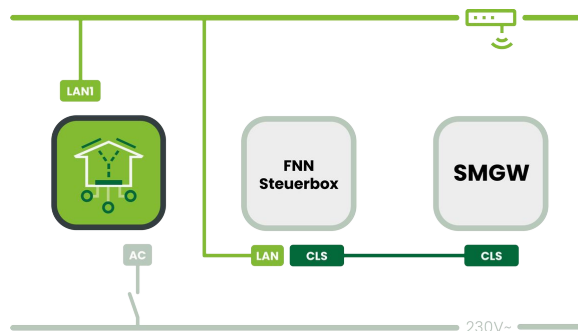 LAN1
FNN
Steuerbox
SMGW
AC
LAN
CLS
CLS
230V~